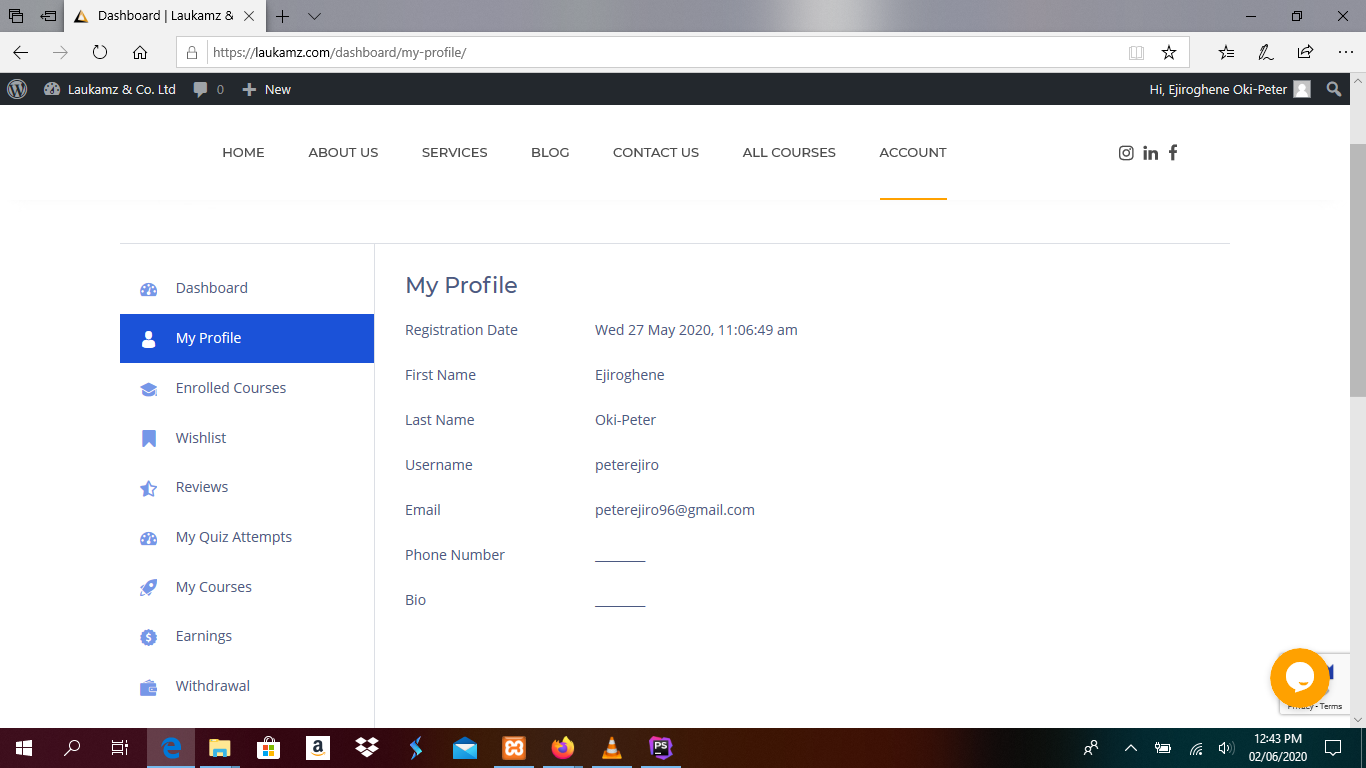 Dashboard | Laukamz &
https://laukamz.com/dashboard/my-profile/
Laukamz & Co. Ltd 0 New Hi, Ejiroghene Oki-Peter
HOME ABOUT US SERVICES BLOG CONTACT US ALL COURSES ACCOUNT
Dashboard
My Profile
Enrolled Courses
Wishlist
Reviews
My Quiz Attempts
My Courses
Earnings
Withdrawal
My Profile
Registration Date Wed 27 May 2020, 11:06:49 am
First Name Ejiroghene
Last Name Oki-Peter
Username peterejiro
Email peterejiro96@gmail.com
Phone Number ________
Bio ________
Privacy - Terms
12:43 PM
02/06/2020